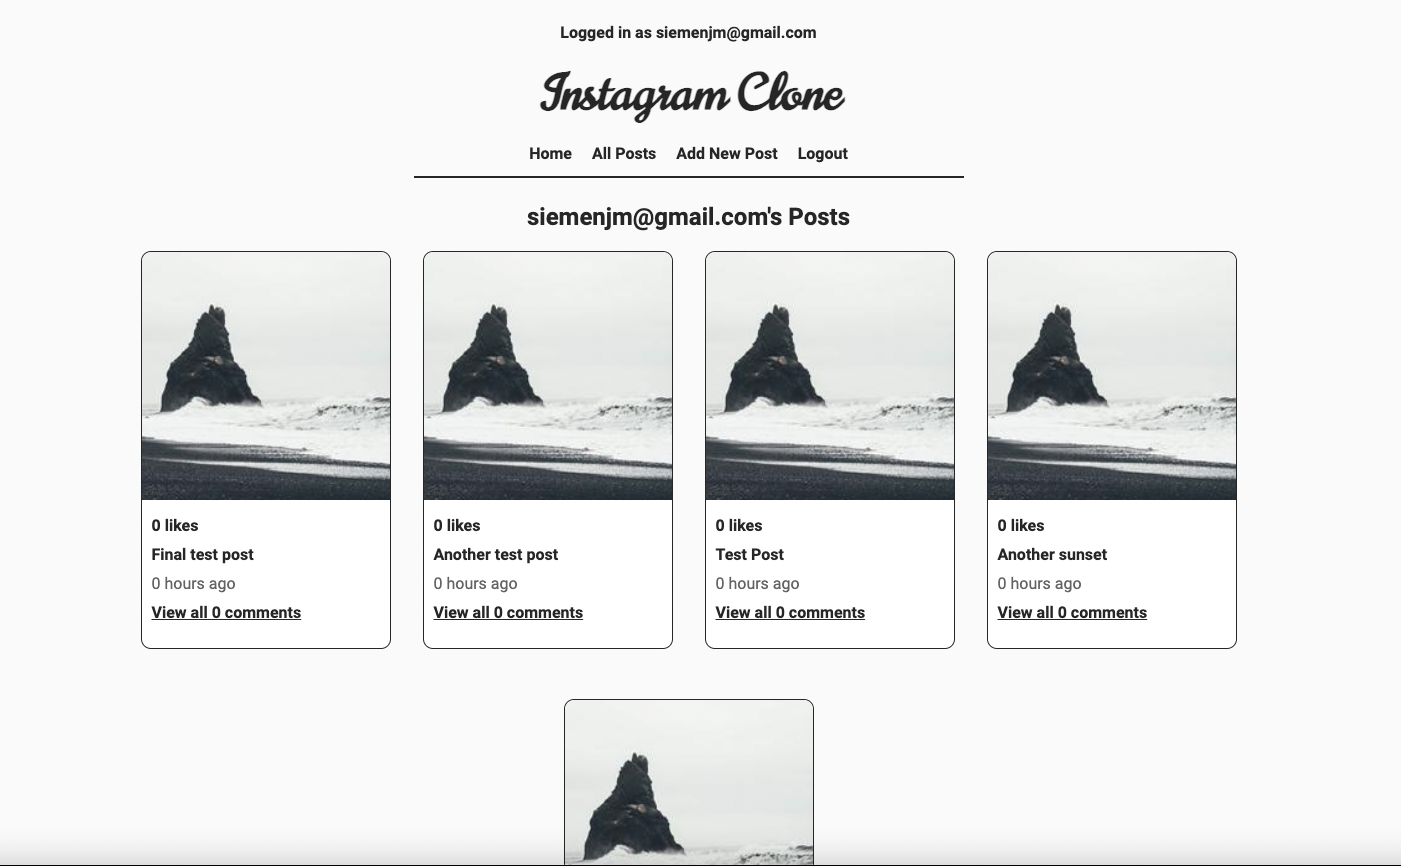 Logged in as siemenjm@gmail.com
Instagram Clone
Home All Posts Add New Post Logout
siemenjm@gmail.com's Posts
0 likes
Final test post
0 hours ago
View all 0 comments
0 likes
Another test post
0 hours ago
View all 0 comments
0 likes
Test Post
0 hours ago
View all 0 comments
0 likes
Another sunset
0 hours ago
View all 0 comments